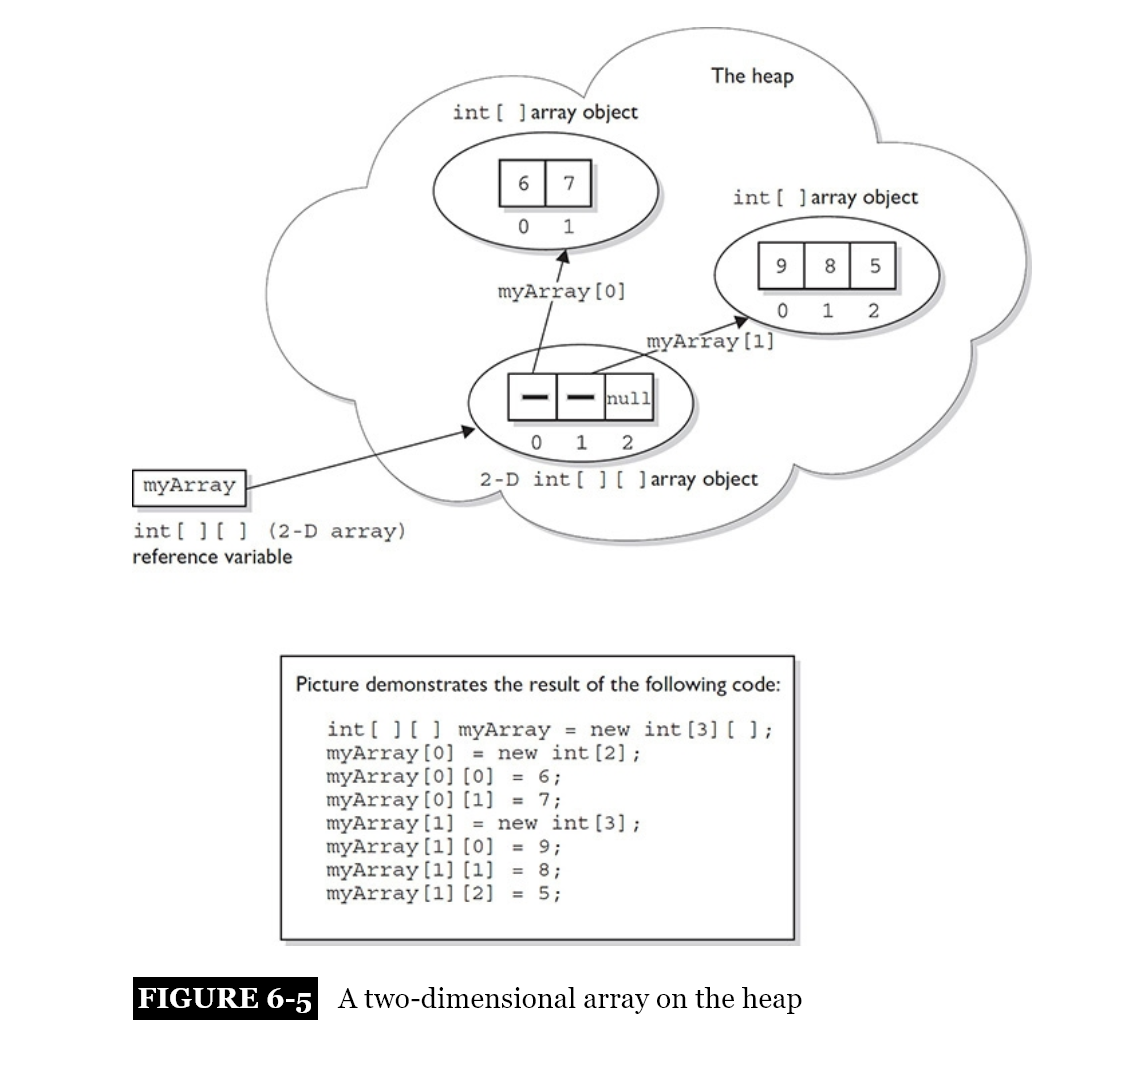 The heap
int[ ] array object
6 7
0 1
int[ ] array object
9 8 5
0 1 2
myArray[0]
myArray[1]
null
0 1 2
2-D int[ ][ ] array object
myArray
int[ ][ ] (2-D array)
reference variable
Picture demonstrates the result of the following code:
int[ ][ ] myArray = new int[3][ ];
myArray[0] = new int[2];
myArray[0][0] = 6;
myArray[0][1] = 7;
myArray[1] = new int[3];
myArray[1][0] = 9;
myArray[1][1] = 8;
myArray[1][2] = 5;
FIGURE 6-5 A two-dimensional array on the heap